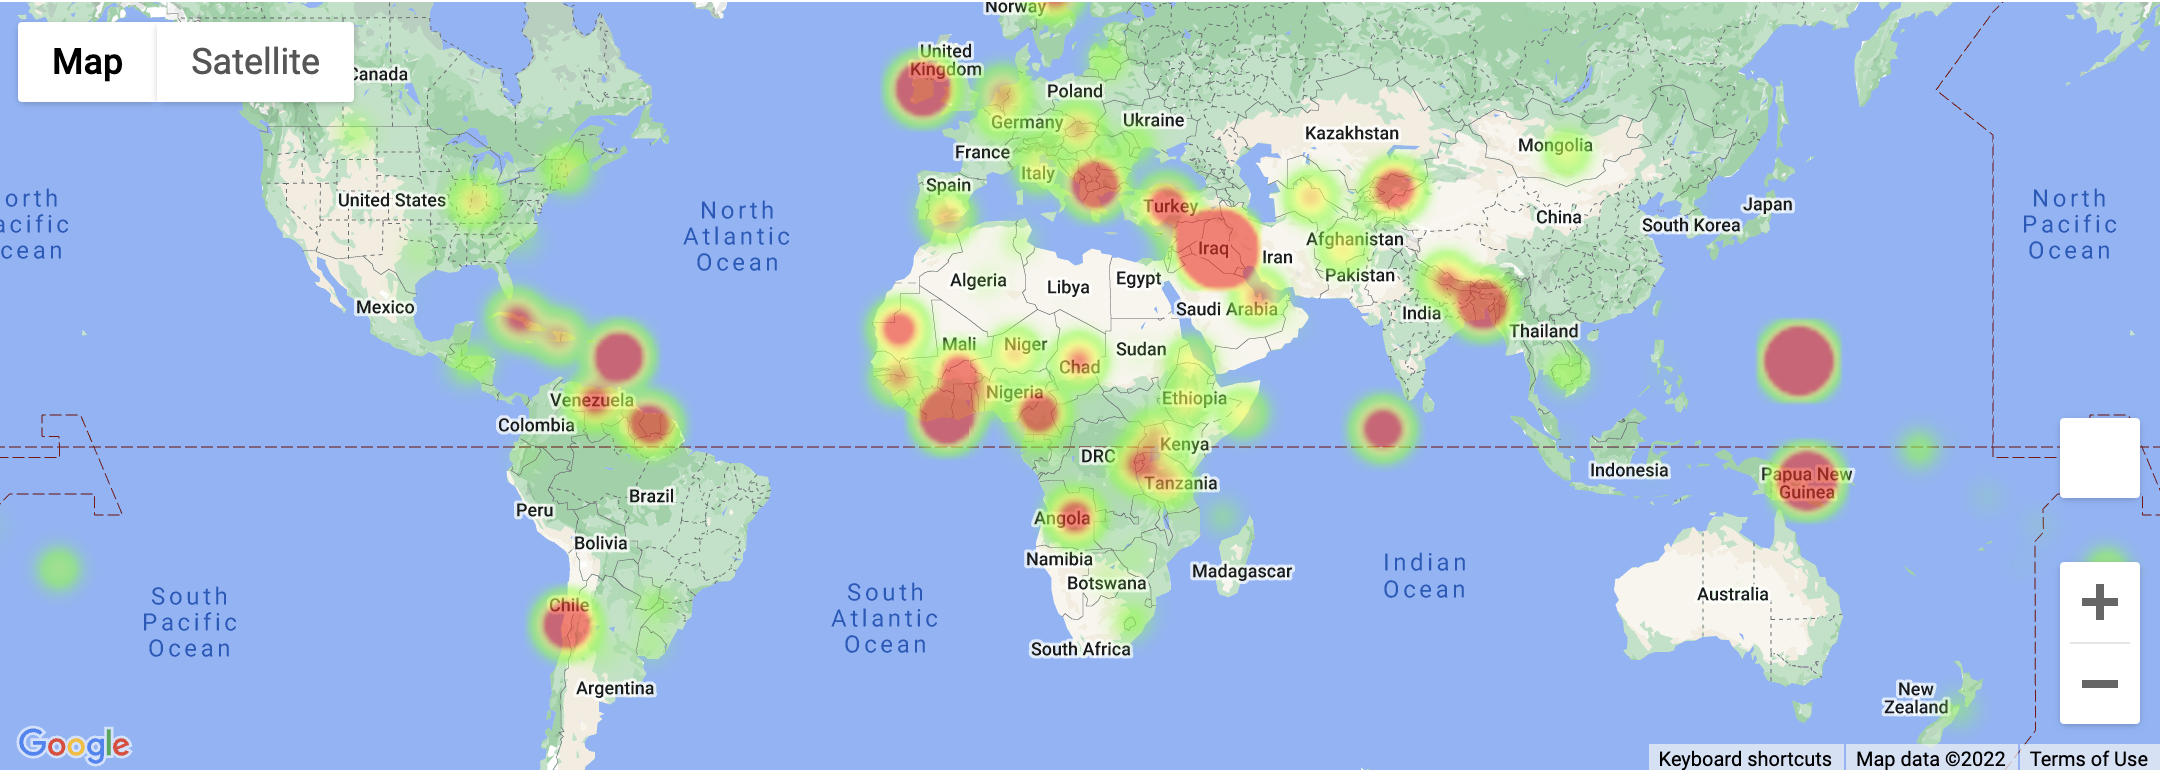 Map
Satellite
Norway
United
Kingdom
Canada
Poland
Germany
Ukraine
Kazakhstan
Mongolia
France
Italy
Spain
United States
Turkey
China
Japan
South Korea
orth
acific
cean
North
Atlantic
Ocean
North
Pacific
Ocean
Iraq
Iran
Afghanistan
Pakistan
Algeria
Libya
Egypt
Saudi Arabia
India
Mexico
Thailand
Mali
Niger
Chad
Sudan
Nigeria
Ethiopia
Venezuela
Colombia
Kenya
DRC
Tanzania
Indonesia
Papua New
Guinea
Brazil
Peru
Angola
Bolivia
Namibia
Botswana
Madagascar
Indian
Ocean
Australia
South
Pacific
Ocean
Chile
South
Atlantic
Ocean
South Africa
Argentina
New
Zealand
Google
Keyboard shortcuts
Map data ©2022
Terms of Use